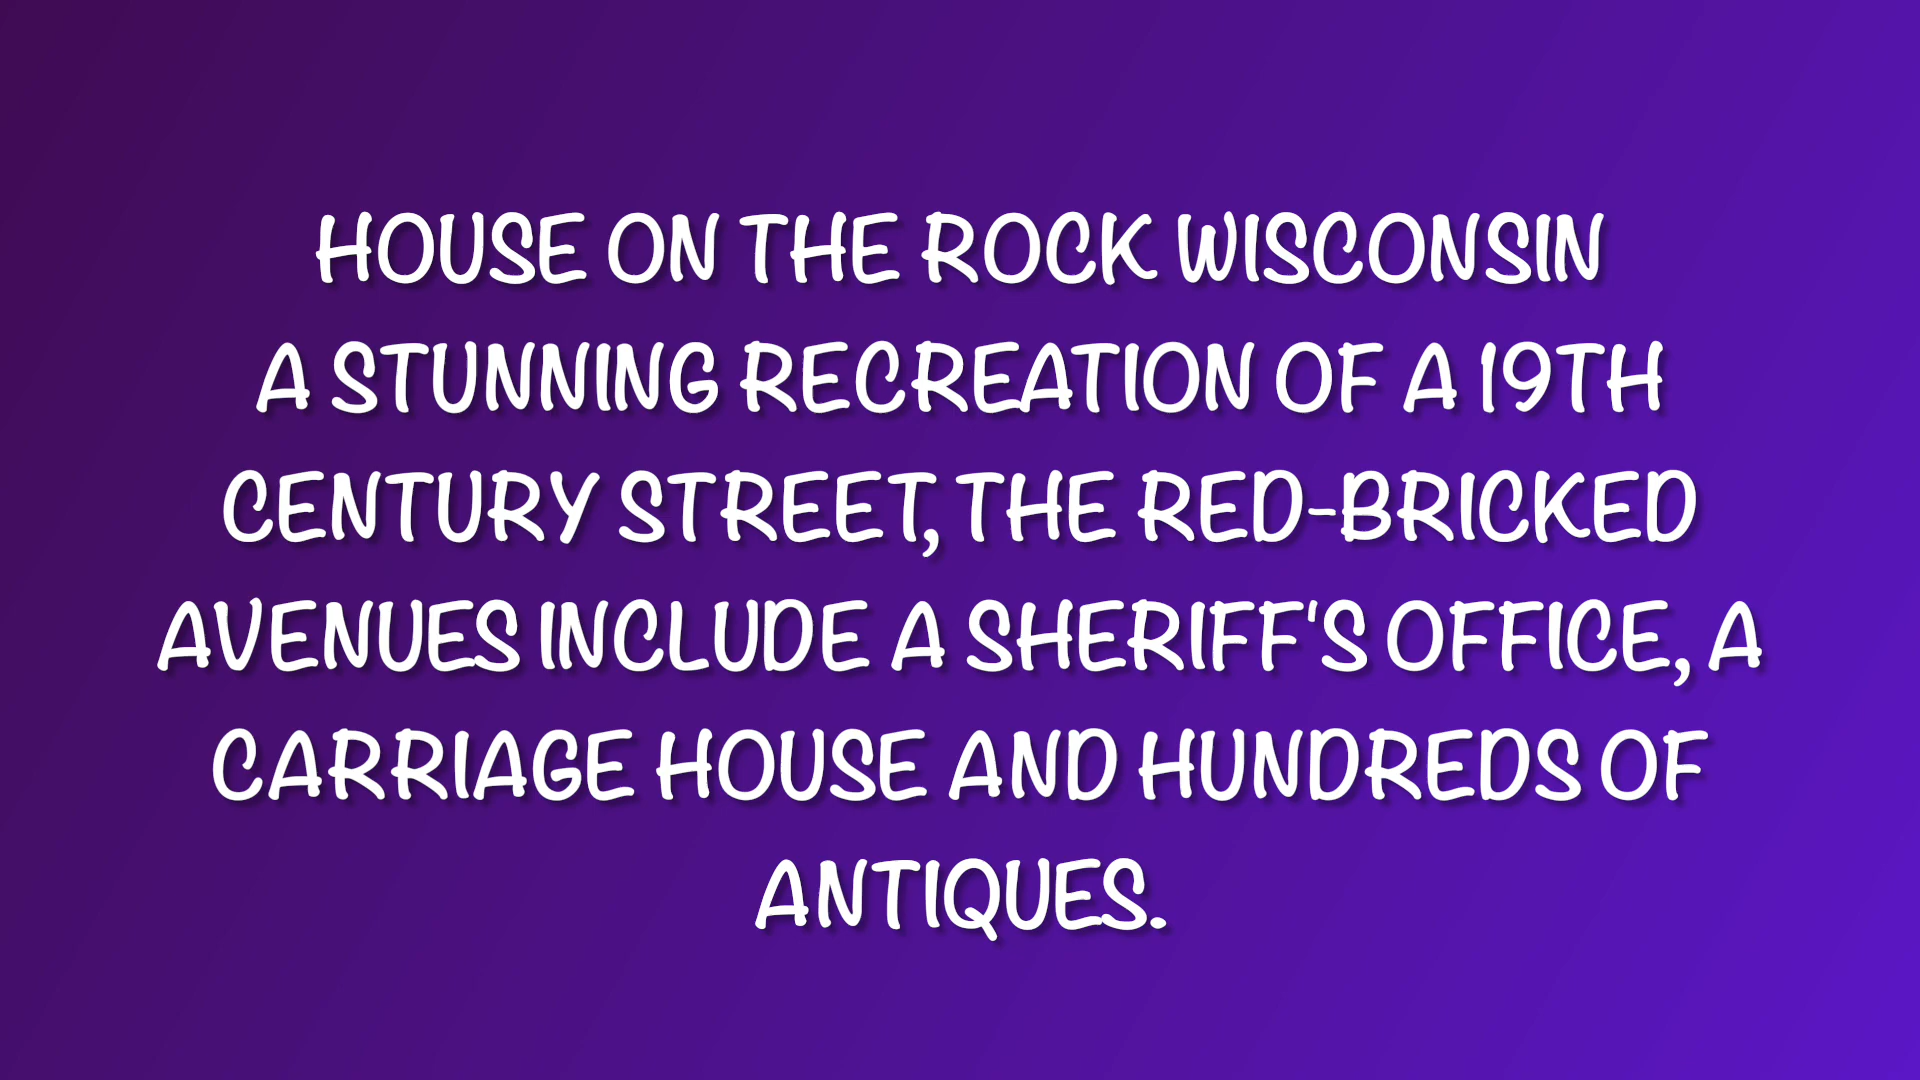 HOUSE ON THE ROCK WISCONSIN
A STUNNING RECREATION OF A 19TH
CENTURY STREET, THE RED-BRICKED
AVENUES INCLUDE A SHERIFF'S OFFICE, A
CARRIAGE HOUSE AND HUNDREDS OF
ANTIQUES.